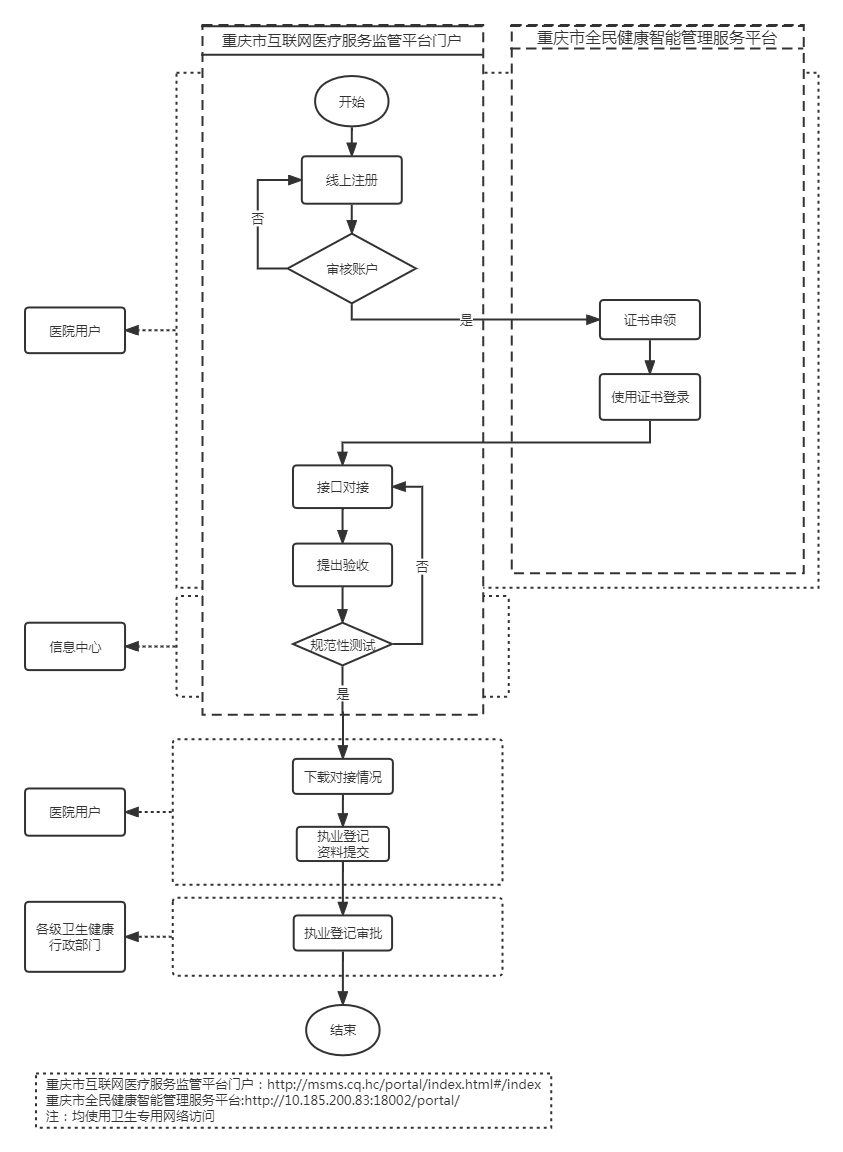 重庆市互联网医疗服务监管平台门户
重庆市全民健康智能管理服务平台
开始
线上注册
否
审核账户
是
证书申领
医院用户
使用证书登录
接口对接
提出验收
否
信息中心
规范性测试
是
下载对接情况
医院用户
执业登记
资料提交
各级卫生健康
行政部门
执业登记审批
结束
重庆市互联网医疗服务监管平台门户：http://msms.cq.hc/portal/index.html#/index
重庆市全民健康智能管理服务平台:http://10.185.200.83:18002/portal/
注：均使用卫生专用网络访问